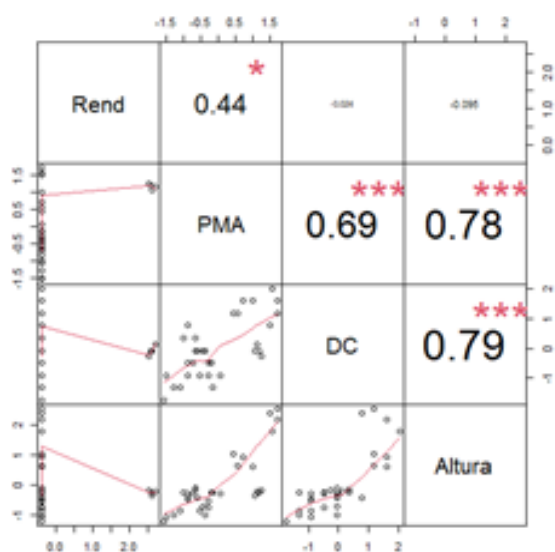 -1.5 -0.5 0.5 1.5 -1 0 1 2
Rend 0.44 * 0.0 1.0 2.0
-1.5 -0.5 0.5 1.5 PMA 0.69 *** 0.78 ***
DC 0.79 *** -1 0 1 2
-1 0 1 2 Altura
0.0 1.0 2.0 -1 0 1 2